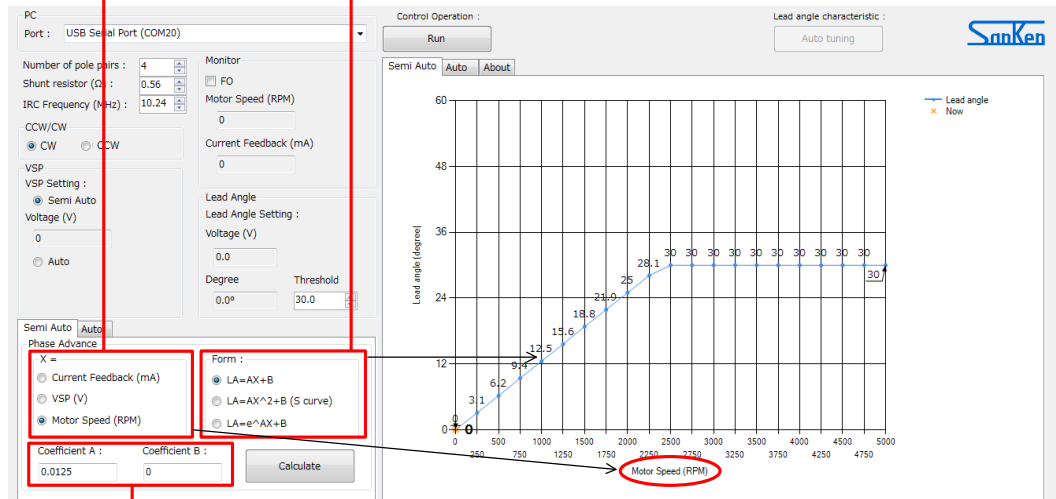 PC
Port : USB Serial Port (COM20)
Number of pole pairs : 4
Shunt resistor (Ω) : 0.56
IRC Frequency (MHz) : 10.24
CCW/CW
CW CCW
VSP
VSP Setting :
Semi Auto
Voltage (V)
0
Auto
Monitor
FO
Motor Speed (RPM)
0
Current Feedback (mA)
0
Lead Angle
Lead Angle Setting :
Voltage (V)
0.0
Degree Threshold
0.0º 30.0
Semi Auto Auto
Phase Advance
X =
Current Feedback (mA)
VSP (V)
Motor Speed (RPM)
Form :
LA=AX+B
LA=AX^2+B (S curve)
LA=e^AX+B
Coefficient A : Coefficient B :
0.0125 0
Calculate
Control Operation :
Run
Lead angle characteristic :
Auto tuning
SanKen
Semi Auto Auto About
Lead angle
Now
Lead angle (degree)
60
48
36
24
12
0
0 3.1 6.2 9.4 12.5 15.6 18.8 21.9 25 28.1 30 30 30 30 30 30 30 30 30 30 30
0
0 500 1000 1500 2000 2500 3000 3500 4000 4500 5000
250 750 1250 1750 2250 2750 3250 3750 4250 4750
Motor Speed (RPM)